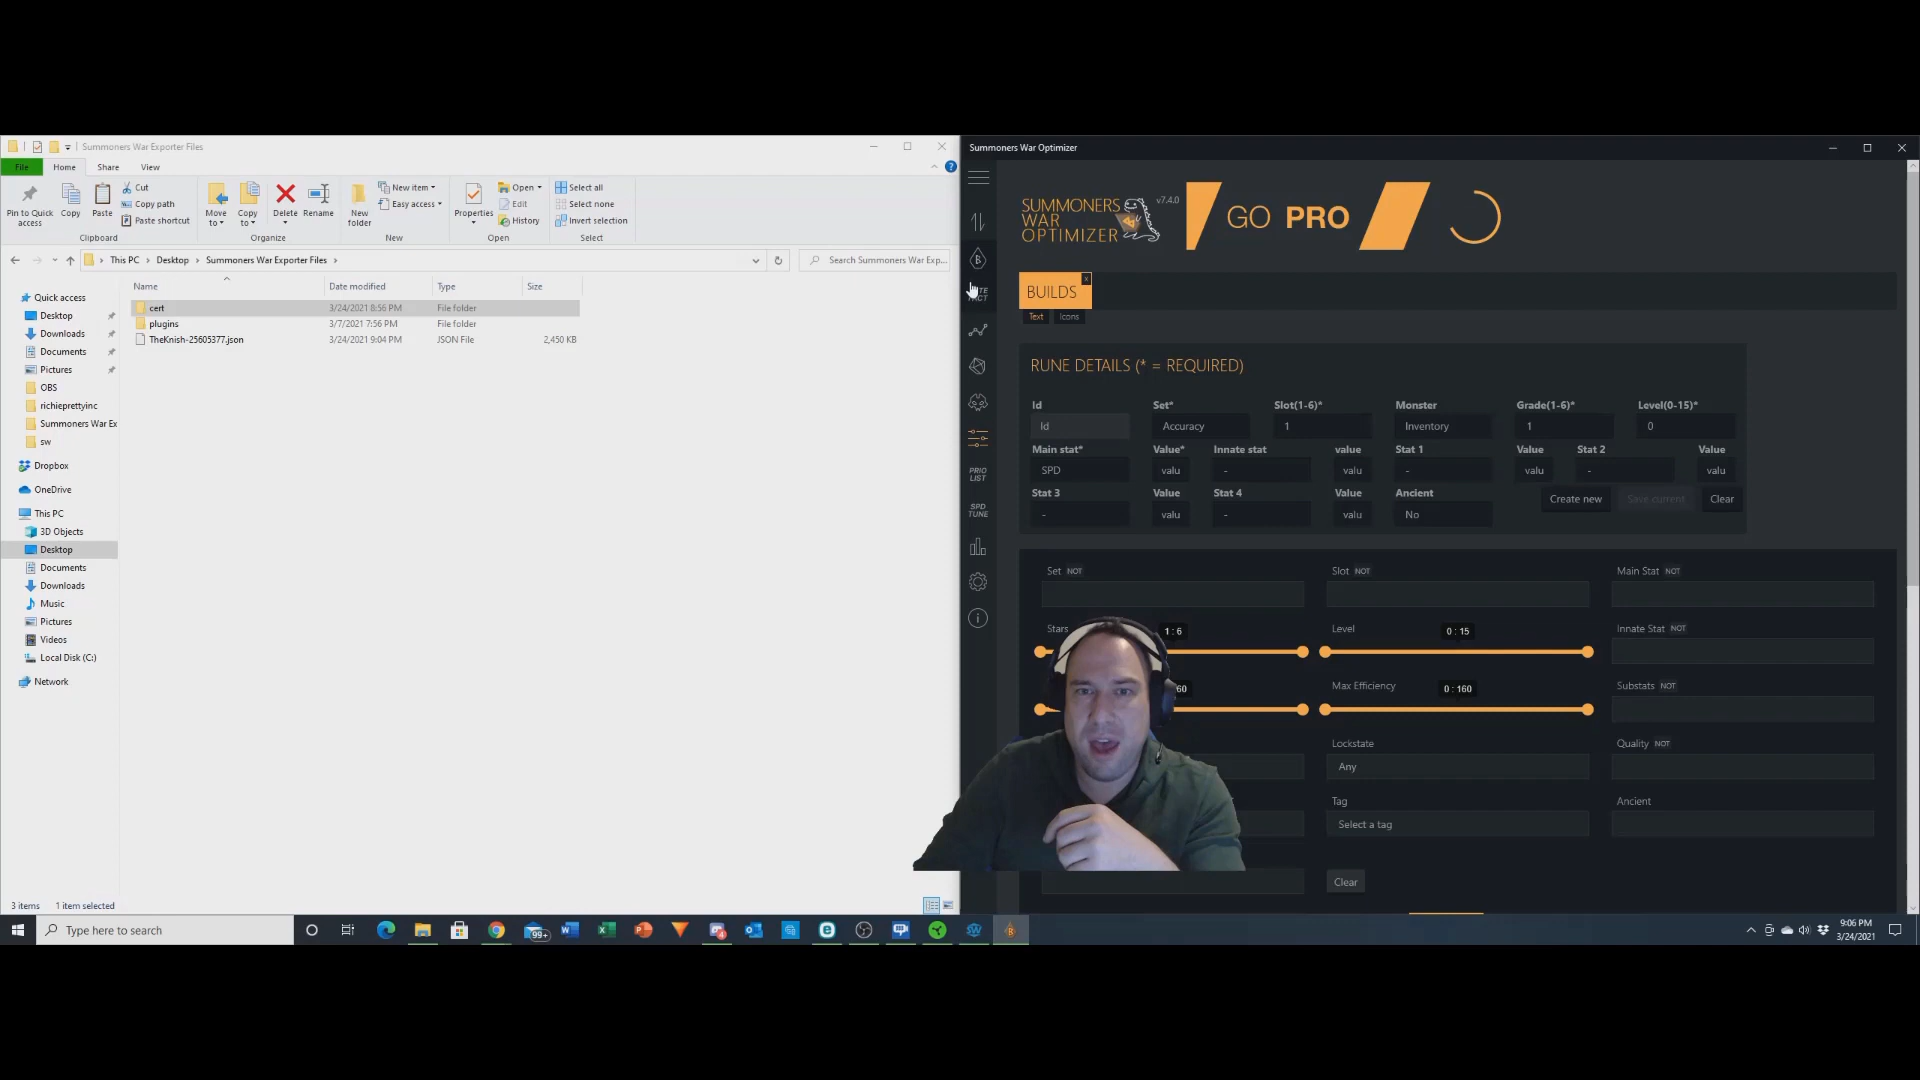 Summoners War Exporter Files
File Home Share View
Pin to Quick access
Copy
Paste
Cut
Copy path
Paste shortcut
Clipboard
Move to
Copy to
Delete
Rename
Organize
New folder
New item
Easy access
New
Properties
Open
Edit
History
Open
Select all
Select none
Invert selection
Select
This PC > Desktop > Summoners War Exporter Files >
Search Summoners War Exp...
Name Date modified Type Size
cert 3/24/2021 8:56 PM File folder
plugins 3/7/2021 7:56 PM File folder
TheKnish-25605377.json 3/24/2021 9:04 PM JSON File 2,450 KB
Quick access
Desktop
Downloads
Documents
Pictures
OBS
richieprettyinc
Summoners War Ex
sw
Dropbox
OneDrive
This PC
3D Objects
Desktop
Documents
Downloads
Music
Pictures
Videos
Local Disk (C:)
Network
3 items 1 item selected
Summoners War Optimizer
SUMMONERS
WAR
OPTIMIZER
v7.4.0
GO PRO
BUILDS x
Text Icons
PRIO
LIST
SPD
TUNE
RUNE DETAILS (* = REQUIRED)
Id Set* Slot(1-6)* Monster Grade(1-6)* Level(0-15)*
Id Accuracy 1 Inventory 1 0
Main stat* Value* Innate stat value Stat 1 Value Stat 2 Value
SPD valu - valu - valu - valu
Stat 3 Value Stat 4 Value Ancient
- valu - valu No
Create new Save current Clear
Set NOT Slot NOT Main Stat NOT
Stars 1 : 6 Level 0 : 15 Innate Stat NOT
60 Max Efficiency 0 : 160 Substats NOT
Lockstate Quality NOT
Any
Tag Ancient
Select a tag
Clear
Type here to search
99+
4
9:06 PM
3/24/2021